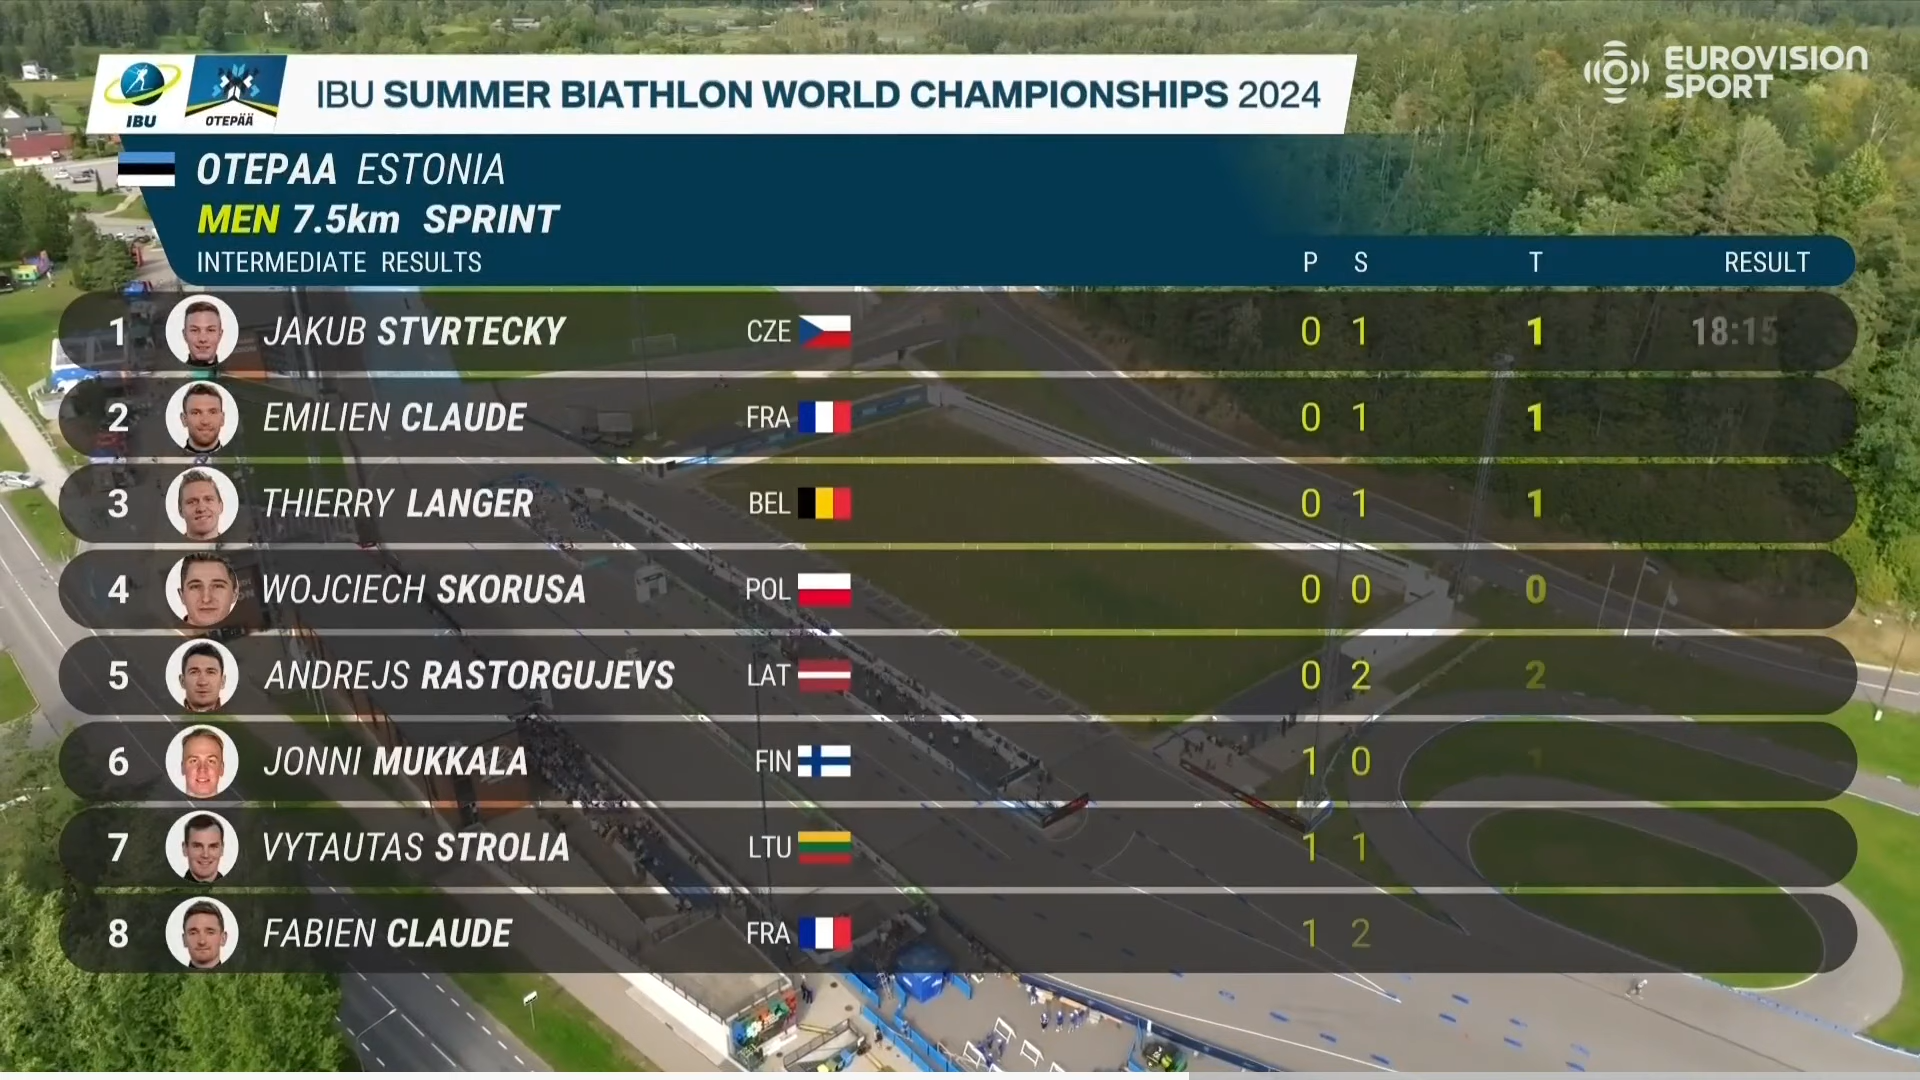 EUROVISION
SPORT
IBU
OTEPÄÄ
IBU SUMMER BIATHLON WORLD CHAMPIONSHIPS 2024
OTEPAA ESTONIA
MEN 7.5km SPRINT
INTERMEDIATE RESULTS P S T RESULT
1 JAKUB STVRTECKY CZE 0 1 1 18:15
2 EMILIEN CLAUDE FRA 0 1 1
3 THIERRY LANGER BEL 0 1 1
4 WOJCIECH SKORUSA POL 0 0 0
5 ANDREJS RASTORGUJEVS LAT 0 2 2
6 JONNI MUKKALA FIN 1 0 1
7 VYTAUTAS STROLIA LTU 1 1
8 FABIEN CLAUDE FRA 1 2